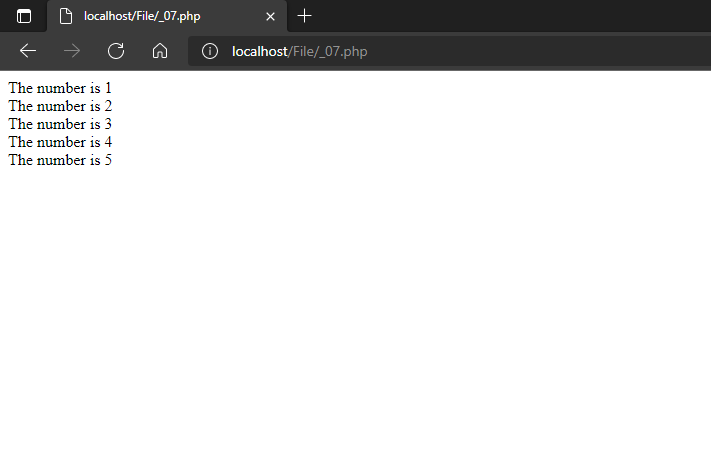 localhost/File/_07.php
localhost/File/_07.php
The number is 1
The number is 2
The number is 3
The number is 4
The number is 5